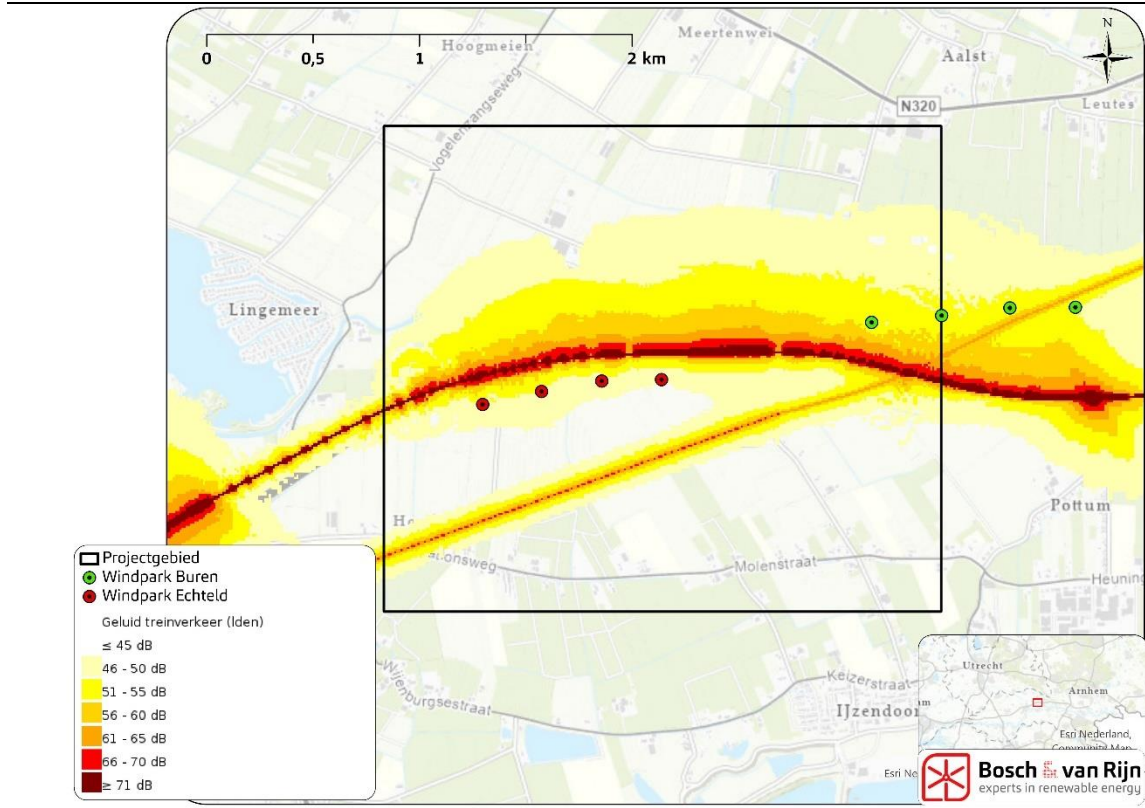 Hoogmeien
Meertenwei
N
0 0,5 1 2 km
Aalst
N320
Leutes
Vogelenzangseweg
Lingemeer
Pottum
Molenstraat
Heuning
Projectgebied
Windpark Buren
Windpark Echteld
Geluid treinverkeer (lden)
≤ 45 dB
46 - 50 dB
51 - 55 dB
56 - 60 dB
61 - 65 dB
66 - 70 dB
≥ 71 dB
Wijenburgsestraat
Keizerstraat
IJzendoorn
Utrecht
Arnhem
Esri Nederland,
Community Map
Esri Ne
Bosch & van Rijn
experts in renewable energy